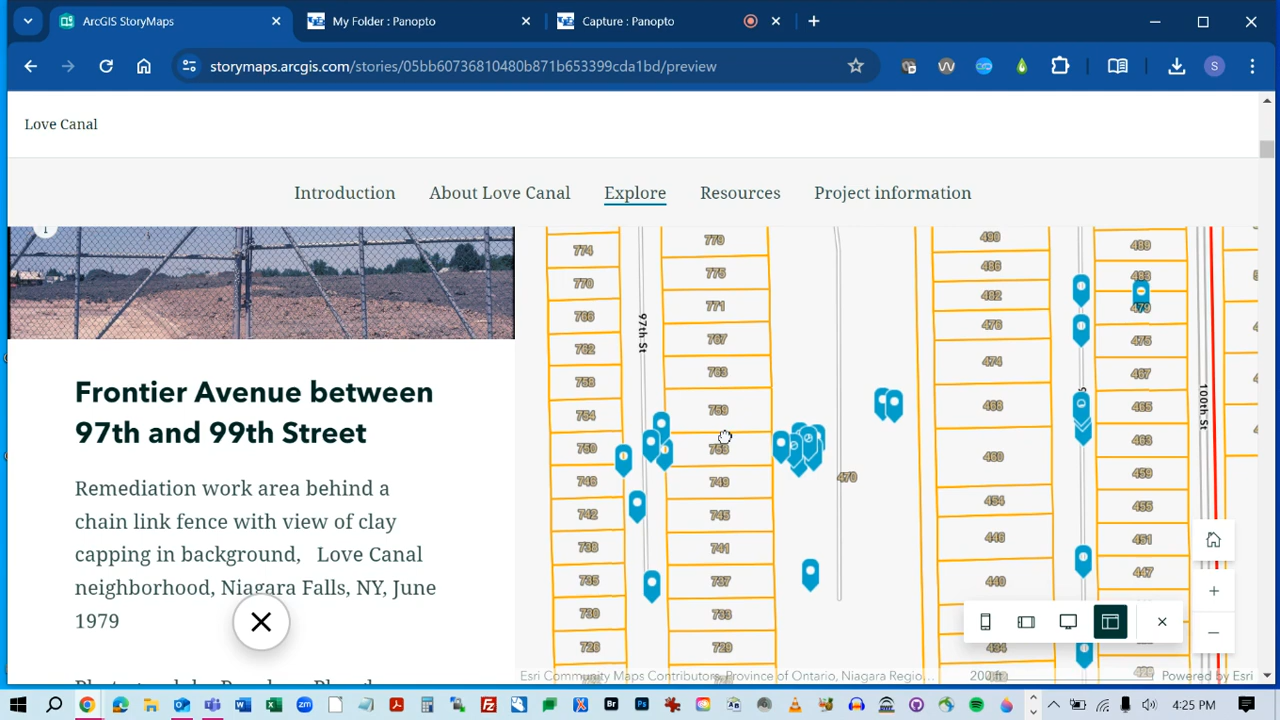 ArcGIS StoryMaps
My Folder : Panopto
Capture : Panopto
storymaps.arcgis.com/stories/05bb60736810480b871b653399cda1bd/preview
S
Love Canal
Introduction
About Love Canal
Explore
Resources
Project information
1
Frontier Avenue between
97th and 99th Street
Remediation work area behind a
chain link fence with view of clay
capping in background, Love Canal
neighborhood, Niagara Falls, NY, June
1979
774
770
766
762
758
754
750
746
742
738
735
730
726
97th St
779
775
771
767
763
759
753
749
745
741
737
733
729
470
490
486
482
478
474
468
460
454
446
440
434
489
483
479
475
467
465
463
459
455
451
447
100th St
Esri Community Maps Contributors, Province of Ontario, Niagara Regio...
200 ft
Powered by Esri
4:25 PM